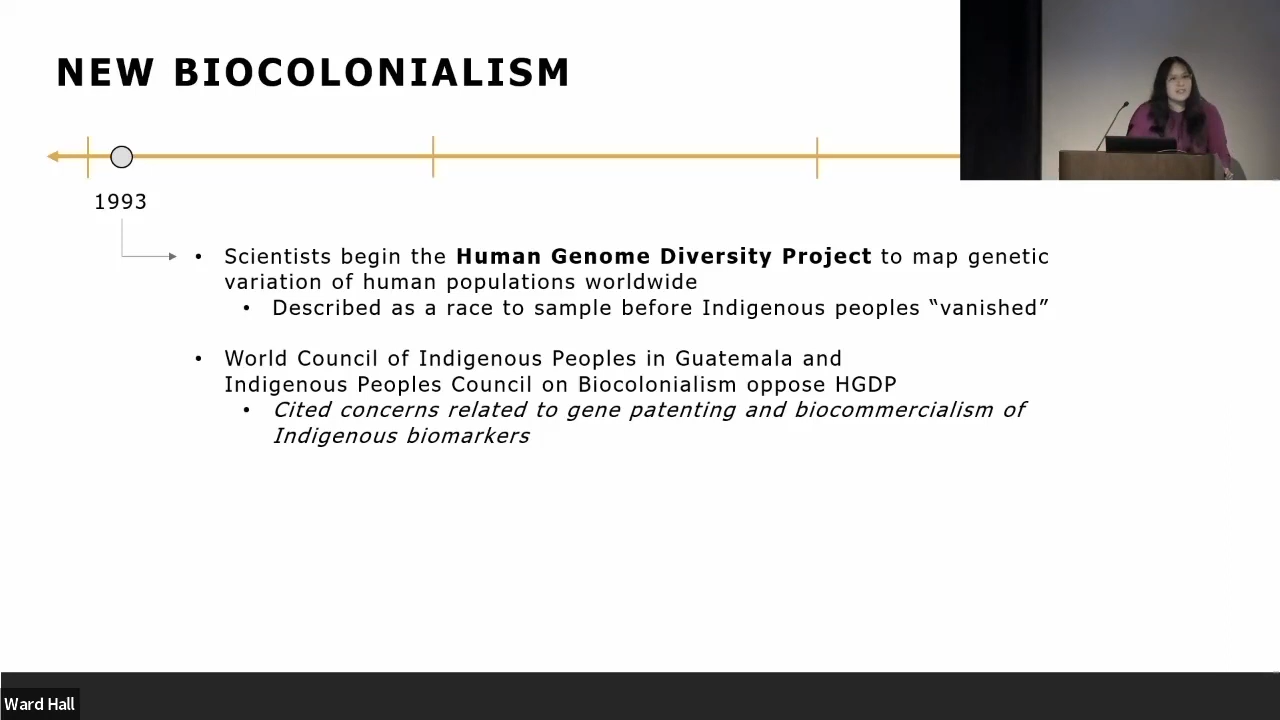 NEW BIOCOLONIALISM
1993
• Scientists begin the Human Genome Diversity Project to map genetic
variation of human populations worldwide
• Described as a race to sample before Indigenous peoples “vanished”
• World Council of Indigenous Peoples in Guatemala and
Indigenous Peoples Council on Biocolonialism oppose HGDP
• Cited concerns related to gene patenting and biocommercialism of
Indigenous biomarkers
Ward Hall